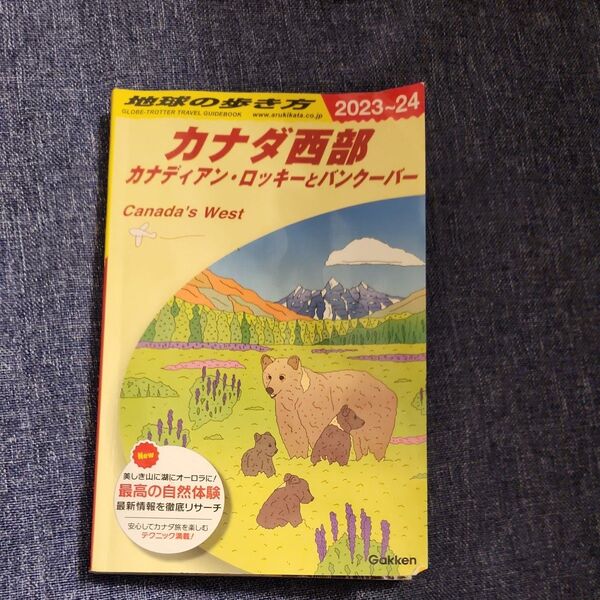 地球の歩き方
2023~24
GLOBE-TROTTER TRAVEL GUIDEBOOK
www.arukikata.co.jp
カナダ西部
カナディアン・ロッキーとバンクーバー
Canada's West
New
美しき山に湖にオーロラに!
最高の自然体験
最新情報を徹底リサーチ
安心してカナダ旅を楽しむ
テクニック満載!
Gakken